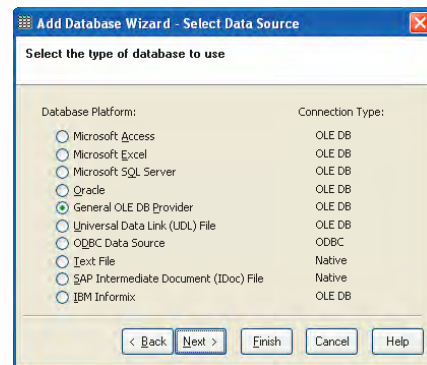 Add Database Wizard - Select Data Source
Select the type of database to use
Database Platform: Connection Type:
Microsoft Access OLE DB
Microsoft Excel OLE DB
Microsoft SQL Server OLE DB
Oracle OLE DB
General OLE DB Provider OLE DB
Universal Data Link (UDL) File OLE DB
ODBC Data Source ODBC
Text File Native
SAP Intermediate Document (IDoc) File Native
IBM Informix OLE DB
< Back Next > Finish Cancel Help